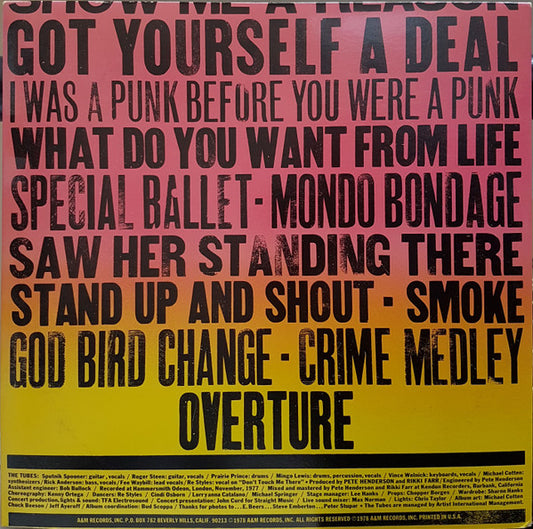 SHOW ME A REASON
GOT YOURSELF A DEAL
I WAS A PUNK BEFORE YOU WERE A PUNK
WHAT DO YOU WANT FROM LIFE
SPECIAL BALLET - MONDO BONDAGE
SAW HER STANDING THERE
STAND UP AND SHOUT - SMOKE
GOD BIRD CHANGE - CRIME MEDLEY
OVERTURE
THE TUBES: Sputnik Spooner: guitar, vocals / Roger Steen: guitar, vocals / Prairie Prince: drums / Mingo Lewis: drums, percussion, vocals / Vince Welnick: keyboards, vocals / Michael Cotten:
synthesizers / Rick Anderson: bass, vocals / Fee Waybill: lead vocals / Re Styles: vocal on "Don't Touch Me There" • Produced by PETE HENDERSON and RIKKI FARR / Engineered by Pete Henderson
Assistant engineer: Bob Bullock / Recorded at Hammersmith Odeon, London, November, 1977 / Mixed and mastered by Pete Henderson and Rikki Farr at Kendun Recorders, Burbank, California
Choreography: Kenny Ortega / Dancers: Re Styles / Cindi Osborn / Lorryanna Catalano / Michael Springer / Stage manager: Lee Hanks / Props: Chopper Borges / Wardrobe: Sharon Hanks
Concert production, lights & sound: TFA Electrosound / Concert presentation: John Curd for Straight Music / Live sound mixer: Max Norman / Lights: Chris Taylor / Album art: Michael Cotten
Chuck Beeson / Jeff Ayeroff / Album coordination: Bud Scoppa / Thanks for photos to... E. Beers... Steve Emberton... Peter Stupar • The Tubes are managed by Artist International Management
A&M RECORDS, INC. P.O. BOX 782 BEVERLY HILLS, CALIF. 90213 © 1978 A&M RECORDS, INC. ALL RIGHTS RESERVED ℗ 1978 A&M RECORDS, INC. PRINTED IN U.S.A.